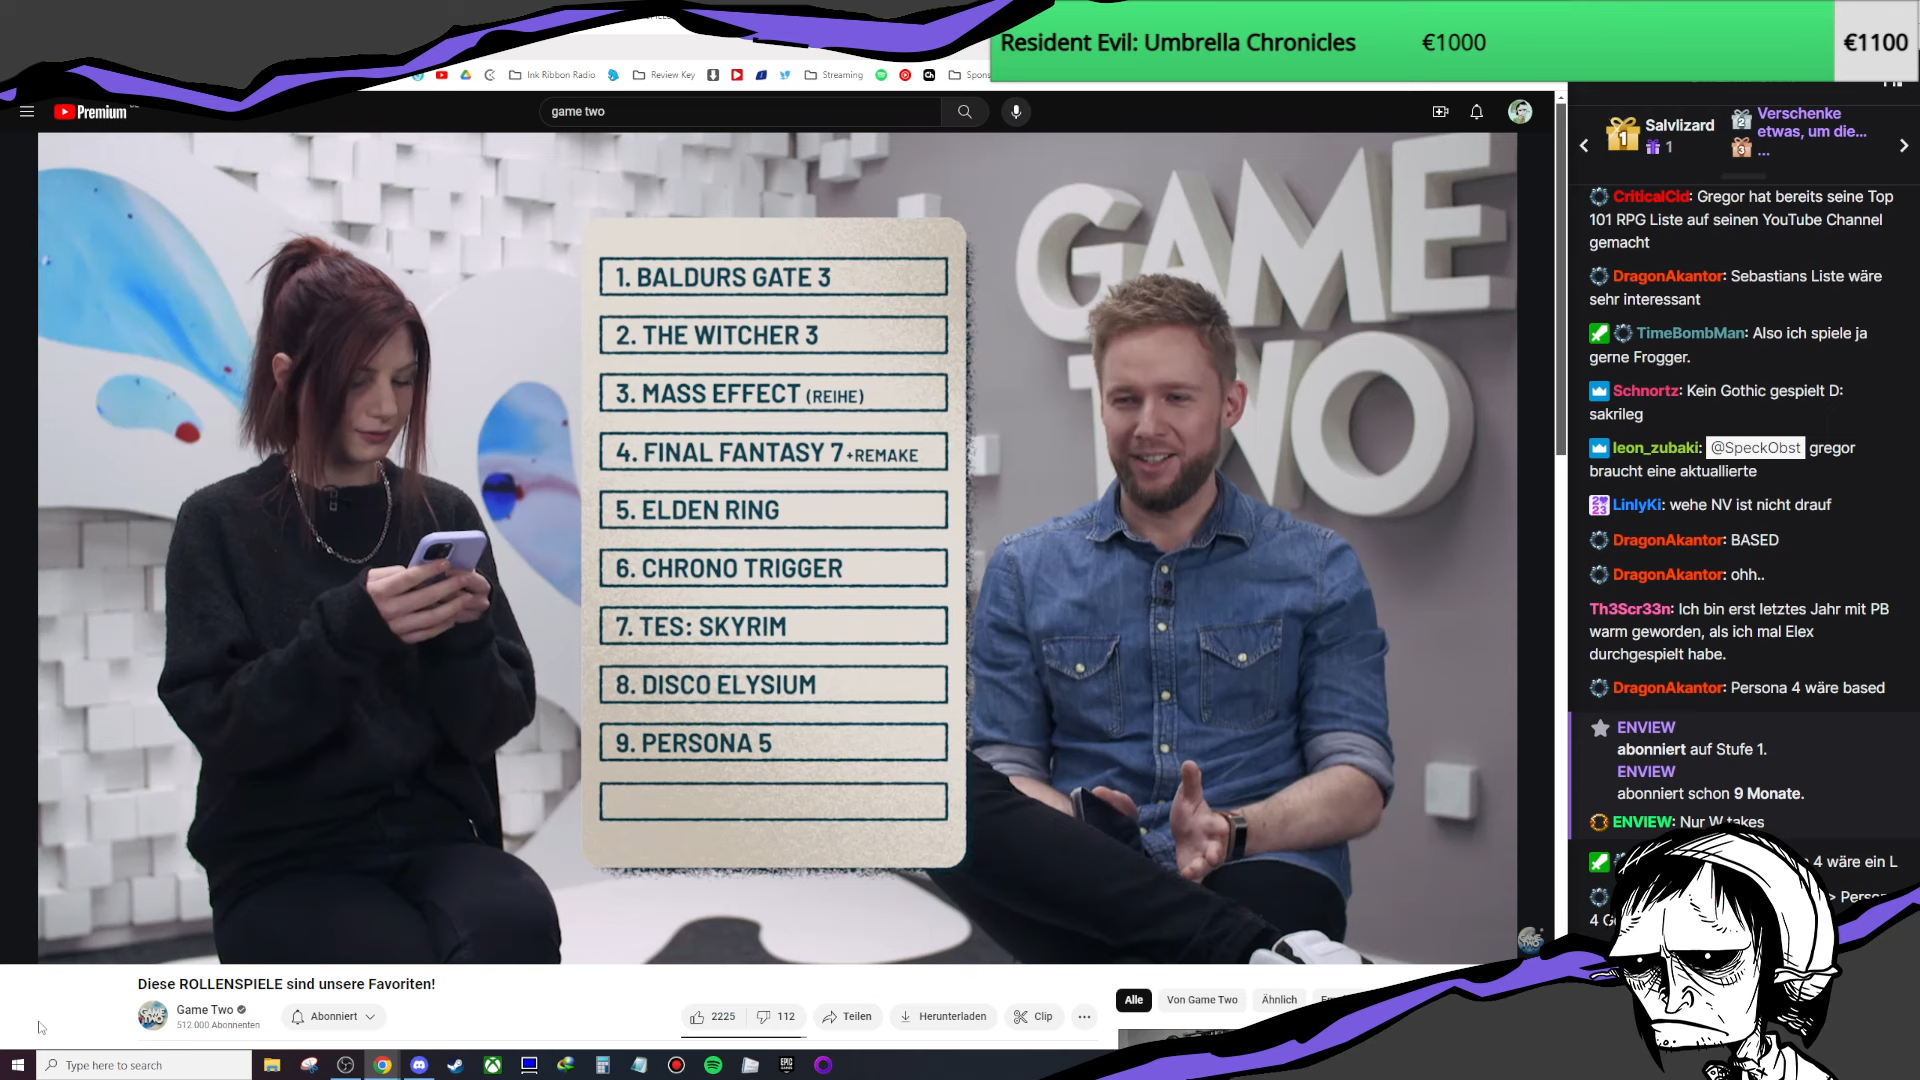 Resident Evil: Umbrella Chronicles €1000 €1100
Ink Ribbon Radio Review Key Streaming
Premium
game two
GAME
TWO
1. BALDURS GATE 3
2. THE WITCHER 3
3. MASS EFFECT (REIHE)
4. FINAL FANTASY 7 +REMAKE
5. ELDEN RING
6. CHRONO TRIGGER
7. TES: SKYRIM
8. DISCO ELYSIUM
9. PERSONA 5
Diese ROLLENSPIELE sind unsere Favoriten!
Game Two
512.000 Abonnenten
Abonniert
2225 112 Teilen Herunterladen Clip
Alle Von Game Two Ähnlich
Type here to search
1 Salvlizard
1
2 Verschenke
etwas, um die...
3 ...
CriticalCid: Gregor hat bereits seine Top
101 RPG Liste auf seinen YouTube Channel
gemacht
DragonAkantor: Sebastians Liste wäre
sehr interessant
TimeBombMan: Also ich spiele ja
gerne Frogger.
Schnortz: Kein Gothic gespielt D:
sakrileg
leon_zubaki: @SpeckObst gregor
braucht eine aktuallierte
LinlyKi: wehe NV ist nicht drauf
DragonAkantor: BASED
DragonAkantor: ohh..
Th3Scr33n: Ich bin erst letztes Jahr mit PB
warm geworden, als ich mal Elex
durchgespielt habe.
DragonAkantor: Persona 4 wäre based
ENVIEW
abonniert auf Stufe 1.
ENVIEW
abonniert schon 9 Monate.
ENVIEW: Nur W takes
4 wäre ein L
4